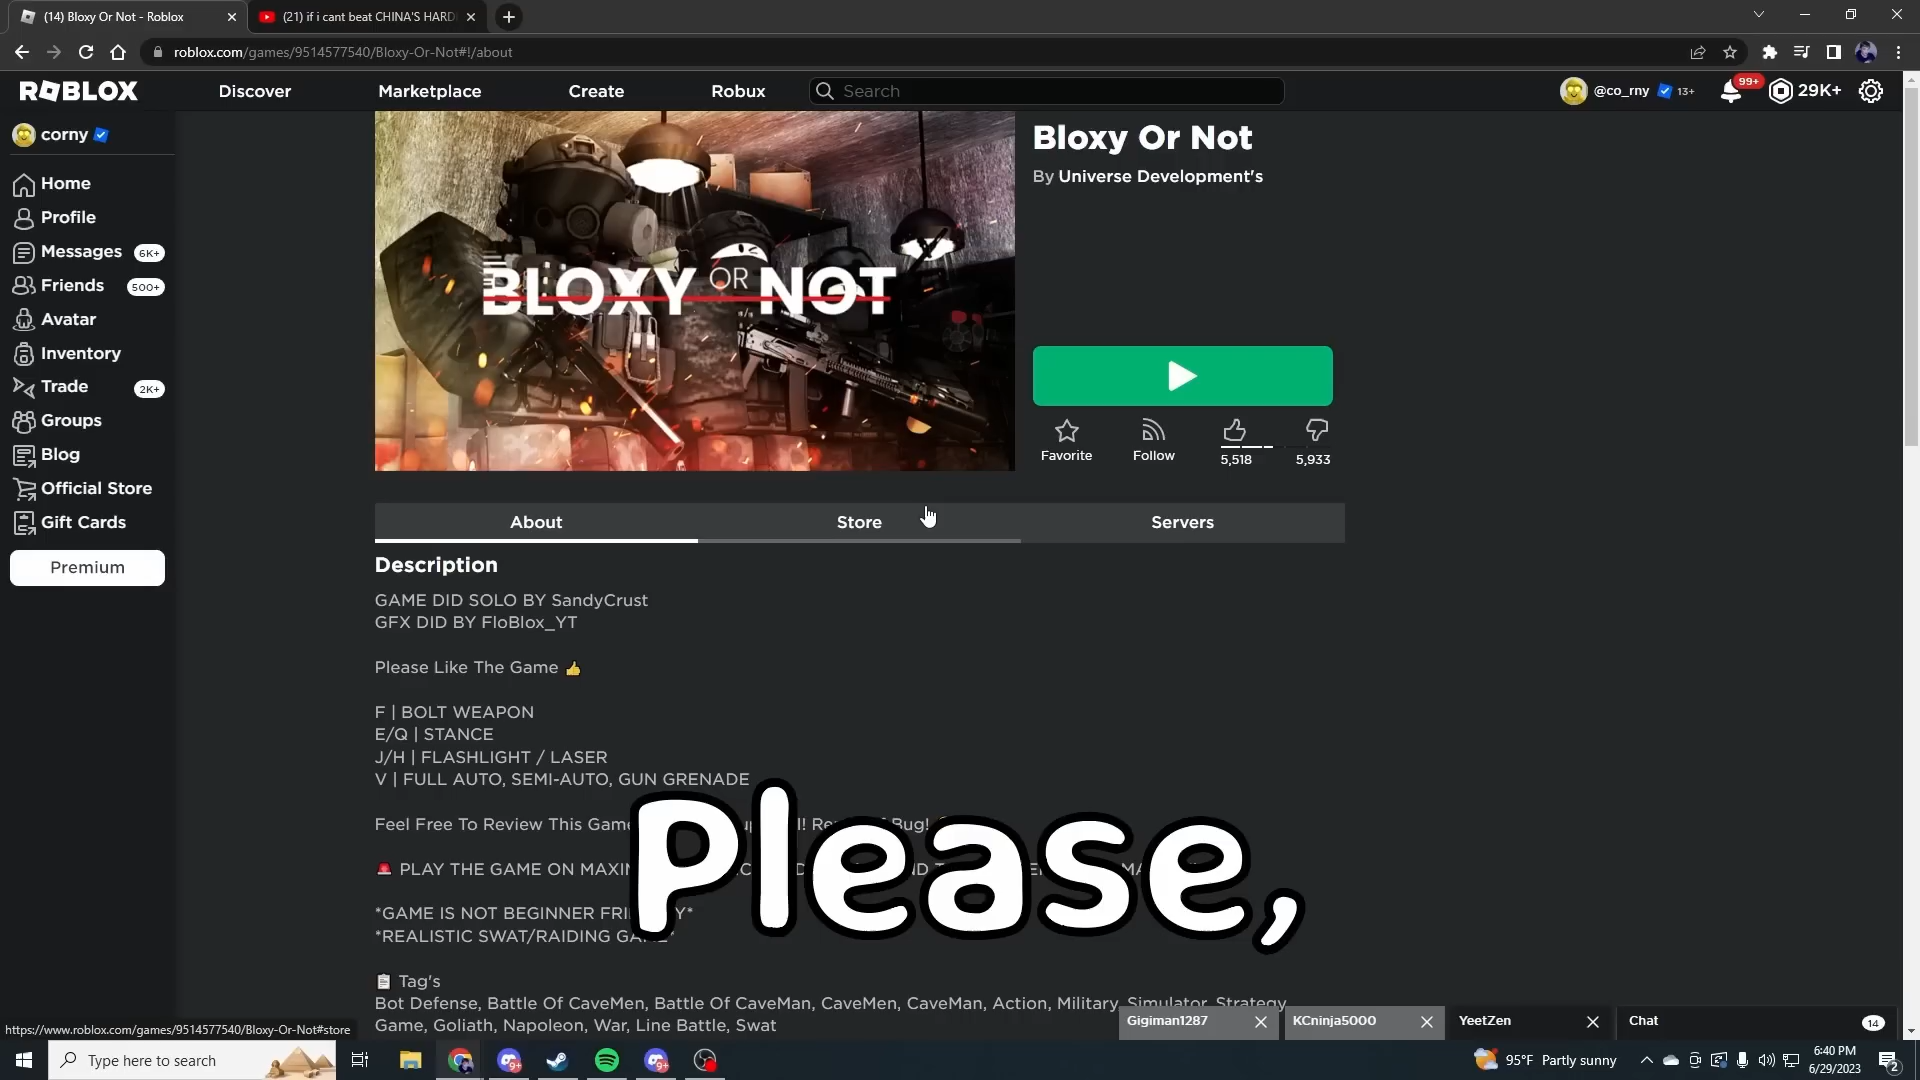 (14) Bloxy Or Not - Roblox
(21) if i cant beat CHINA'S HARD
roblox.com/games/9514577540/Bloxy-Or-Not#!/about
ROBLOX
Discover
Marketplace
Create
Robux
Search
@co_rny
13+
99+
29K+
corny
Home
Profile
Messages 6K+
Friends 500+
Avatar
Inventory
Trade 2K+
Groups
Blog
Official Store
Gift Cards
Premium
BLOXY OR NOT
Bloxy Or Not
By Universe Development's
Favorite
Follow
5,518
5,933
About
Store
Servers
Description
GAME DID SOLO BY SandyCrust
GFX DID BY FloBlox_YT
Please Like The Game 👍
F | BOLT WEAPON
E/Q | STANCE
J/H | FLASHLIGHT / LASER
V | FULL AUTO, SEMI-AUTO, GUN GRENADE
Feel Free To Review This Game Bug!
🚨 PLAY THE GAME ON
*GAME IS NOT BEGINNER
*REALISTIC SWAT/RAIDING
Please,
📋 Tag's
Bot Defense, Battle Of CaveMen, Battle Of CaveMan, CaveMen, CaveMan, Action, Military, Simulator, Strategy
Game, Goliath, Napoleon, War, Line Battle, Swat
Gigiman1287
KCninja5000
YeetZen
Chat
14
https://www.roblox.com/games/9514577540/Bloxy-Or-Not#store
Type here to search
9+
9+
95°F Partly sunny
6:40 PM
6/29/2023
2